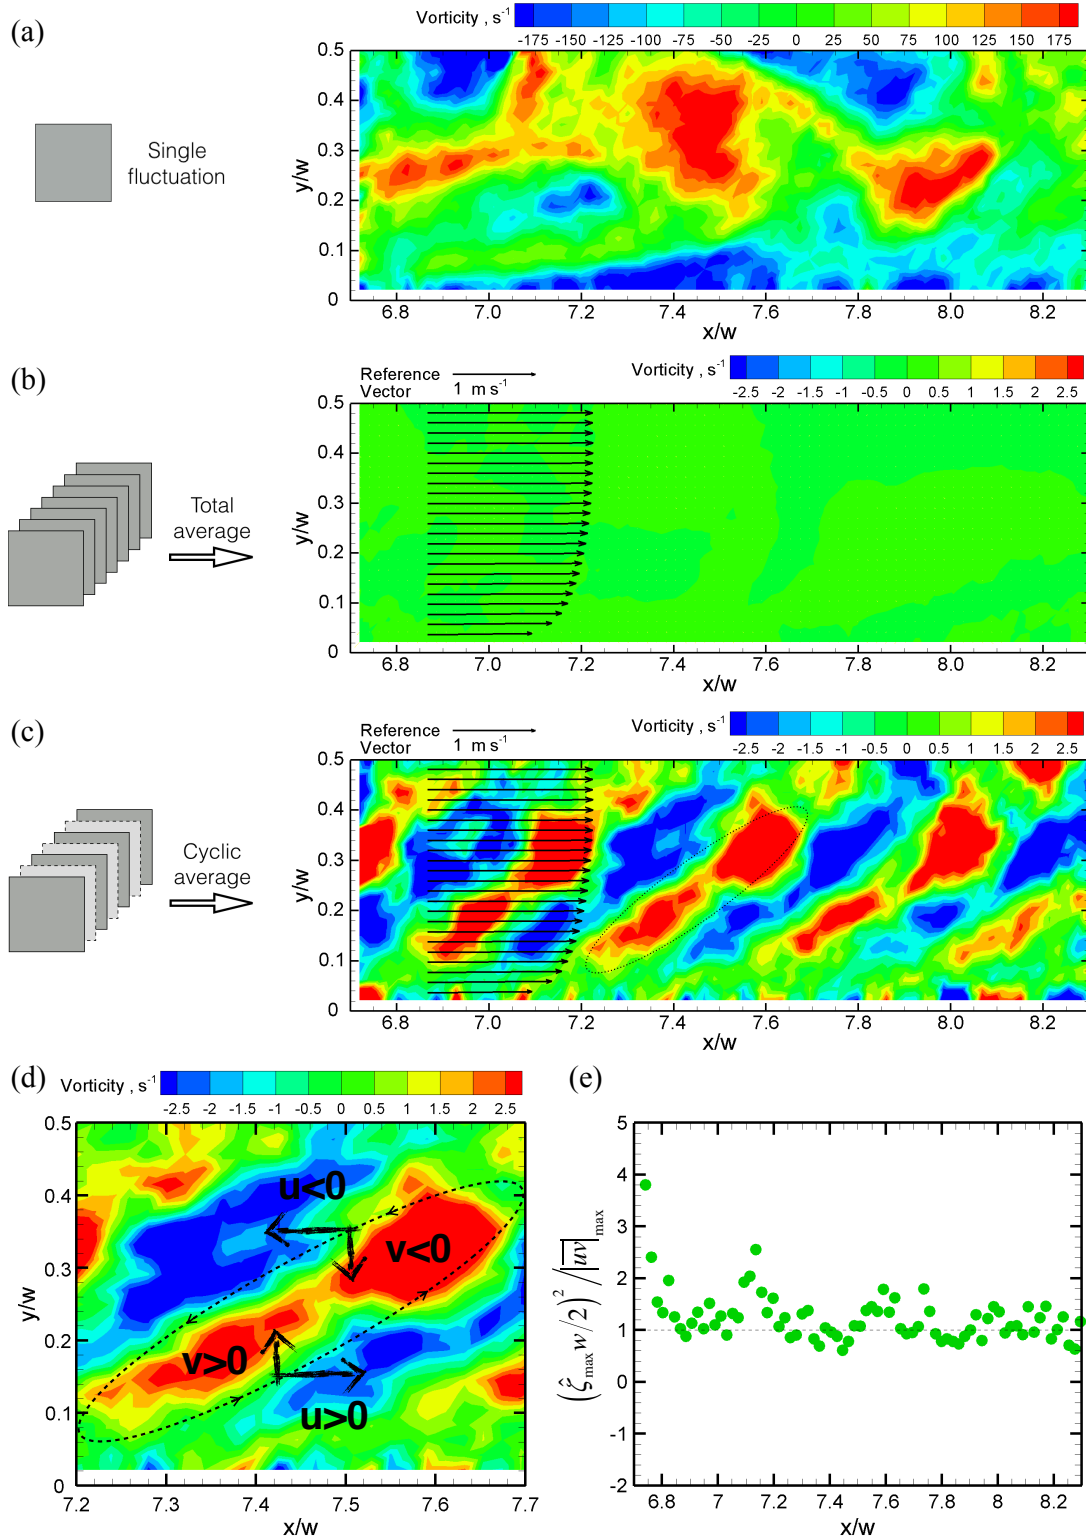 (a)
Vorticity , s⁻¹
-175 -150 -125 -100 -75 -50 -25 0 25 50 75 100 125 150 175
Single
fluctuation
y/w
0.5
0.4
0.3
0.2
0.1
0
6.8 7.0 7.2 7.4 7.6 7.8 8.0 8.2
x/w
(b)
Reference
Vector
1 m s⁻¹
Vorticity , s⁻¹
-2.5 -2 -1.5 -1 -0.5 0 0.5 1 1.5 2 2.5
Total
average
y/w
0.5
0.4
0.3
0.2
0.1
0
6.8 7.0 7.2 7.4 7.6 7.8 8.0 8.2
x/w
(c)
Reference
Vector
1 m s⁻¹
Vorticity , s⁻¹
-2.5 -2 -1.5 -1 -0.5 0 0.5 1 1.5 2 2.5
Cyclic
average
y/w
0.5
0.4
0.3
0.2
0.1
0
6.8 7.0 7.2 7.4 7.6 7.8 8.0 8.2
x/w
(d)
Vorticity , s⁻¹
-2.5 -2 -1.5 -1 -0.5 0 0.5 1 1.5 2 2.5
y/w
0.5
0.4
0.3
0.2
0.1
0
u<0
v<0
v>0
u>0
7.2 7.3 7.4 7.5 7.6 7.7
x/w
(e)
(ζ̂max w/2)² / |u̅v̅|max
5
4
3
2
1
0
-1
-2
6.8 7 7.2 7.4 7.6 7.8 8 8.2
x/w